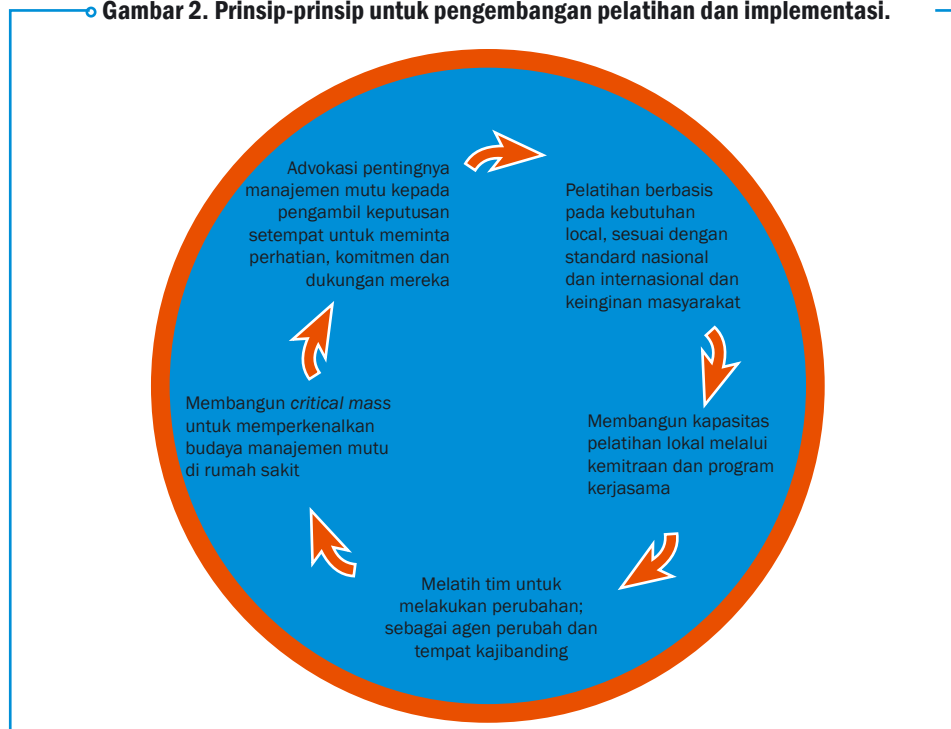 Gambar 2. Prinsip-prinsip untuk pengembangan pelatihan dan implementasi.
Advokasi pentingnya
manajemen mutu kepada
pengambil keputusan
setempat untuk meminta
perhatian, komitmen dan
dukungan mereka
Pelatihan berbasis
pada kebutuhan
local, sesuai dengan
standard nasional
dan internasional dan
keinginan masyarakat
Membangun kapasitas
pelatihan lokal melalui
kemitraan dan program
kerjasama
Melatih tim untuk
melakukan perubahan;
sebagai agen perubah dan
tempat kajibanding
Membangun critical mass
untuk memperkenalkan
budaya manajemen mutu
di rumah sakit